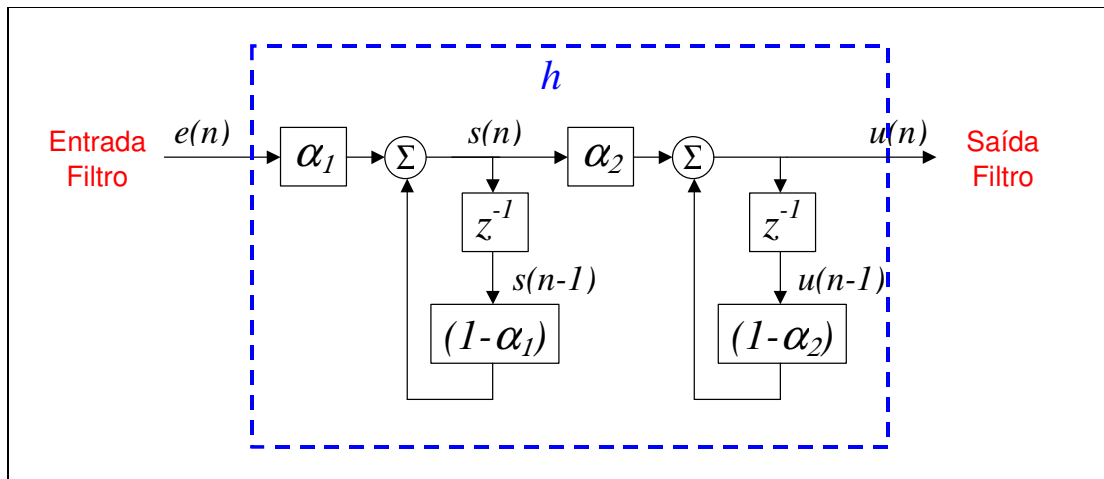 h
Entrada
Filtro
e(n)
α₁
Σ
s(n)
α₂
Σ
u(n)
Saída
Filtro
z⁻¹
z⁻¹
s(n-1)
u(n-1)
(1-α₁)
(1-α₂)